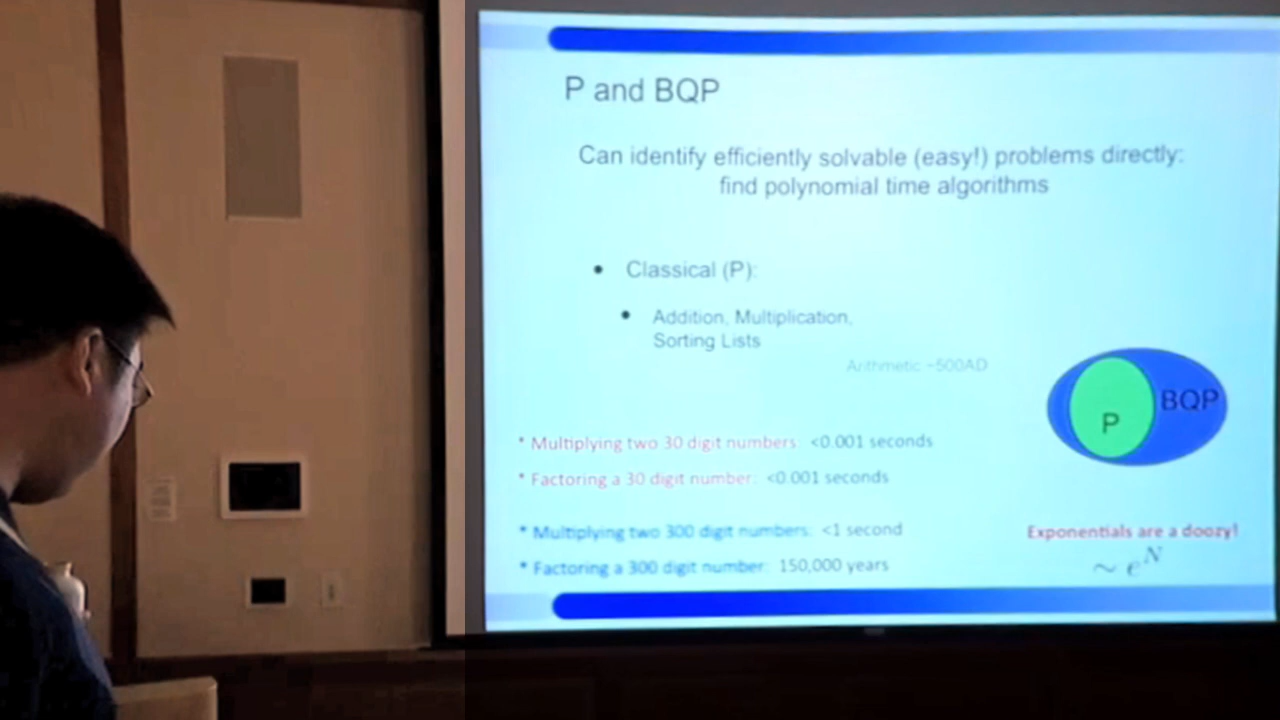 P and BQP
Can identify efficiently solvable (easy!) problems directly:
find polynomial time algorithms
• Classical (P):
• Addition, Multiplication,
Sorting Lists
Arithmetic ~500AD
P
BQP
* Multiplying two 30 digit numbers: <0.001 seconds
* Factoring a 30 digit number: <0.001 seconds
* Multiplying two 300 digit numbers: <1 second
* Factoring a 300 digit number: 150,000 years
Exponentials are a doozy!
~ e^N